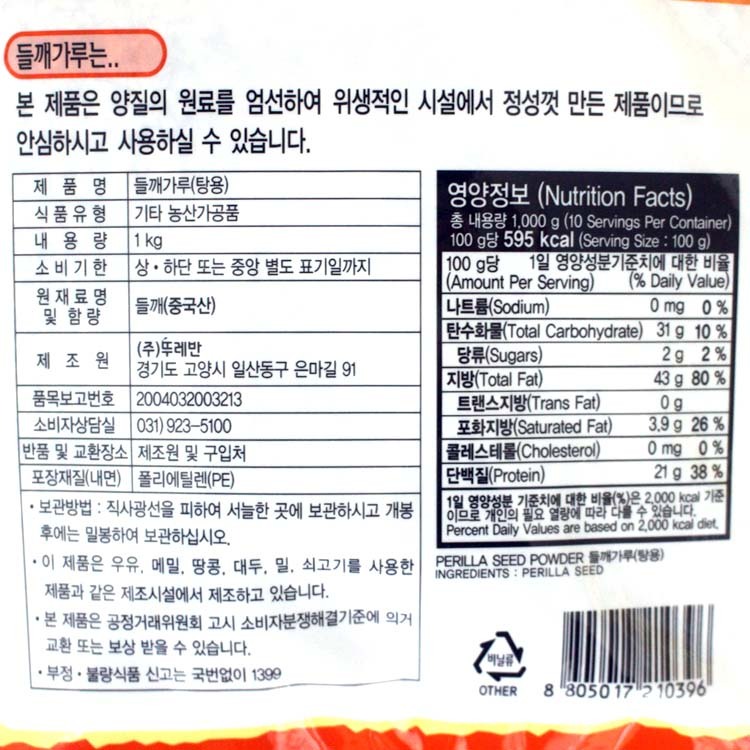 들깨가루는..
본 제품은 양질의 원료를 엄선하여 위생적인 시설에서 정성껏 만든 제품이므로
안심하시고 사용하실 수 있습니다.
제 품 명 들깨가루(탕용)
식품유형 기타 농산가공품
내 용 량 1 kg
소비기한 상·하단 또는 중앙 별도 표기일까지
원재료명
및 함량
들깨(중국산)
제 조 원
(주)뚜레반
경기도 고양시 일산동구 은마길 91
품목보고번호 2004032003213
소비자상담실 031) 923-5100
반품 및 교환장소 제조원 및 구입처
포장재질(내면) 폴리에틸렌(PE)
·보관방법 : 직사광선을 피하여 서늘한 곳에 보관하시고 개봉
후에는 밀봉하여 보관하십시오.
·이 제품은 우유, 메밀, 땅콩, 대두, 밀, 쇠고기를 사용한
제품과 같은 제조시설에서 제조하고 있습니다.
·본 제품은 공정거래위원회 고시 소비자분쟁해결기준에 의거
교환 또는 보상 받을 수 있습니다.
·부정·불량식품 신고는 국번없이 1399
영양정보 (Nutrition Facts)
총 내용량 1,000 g (10 Servings Per Container)
100 g당 595 kcal (Serving Size : 100 g)
100 g당 1일 영양성분기준치에 대한 비율
(Amount Per Serving) (% Daily Value)
나트륨(Sodium) 0 mg 0 %
탄수화물(Total Carbohydrate) 31 g 10 %
당류(Sugars) 2 g 2 %
지방(Total Fat) 43 g 80 %
트랜스지방(Trans Fat) 0 g
포화지방(Saturated Fat) 3.9 g 26 %
콜레스테롤(Cholesterol) 0 mg 0 %
단백질(Protein) 21 g 38 %
1일 영양성분 기준치에 대한 비율(%)은 2,000 kcal 기준
이므로 개인의 필요 열량에 따라 다를 수 있습니다.
Percent Daily Values are based on 2,000 kcal diet.
PERILLA SEED POWDER 들깨가루(탕용)
INGREDIENTS : PERILLA SEED
비닐류
OTHER
8 805017 210396